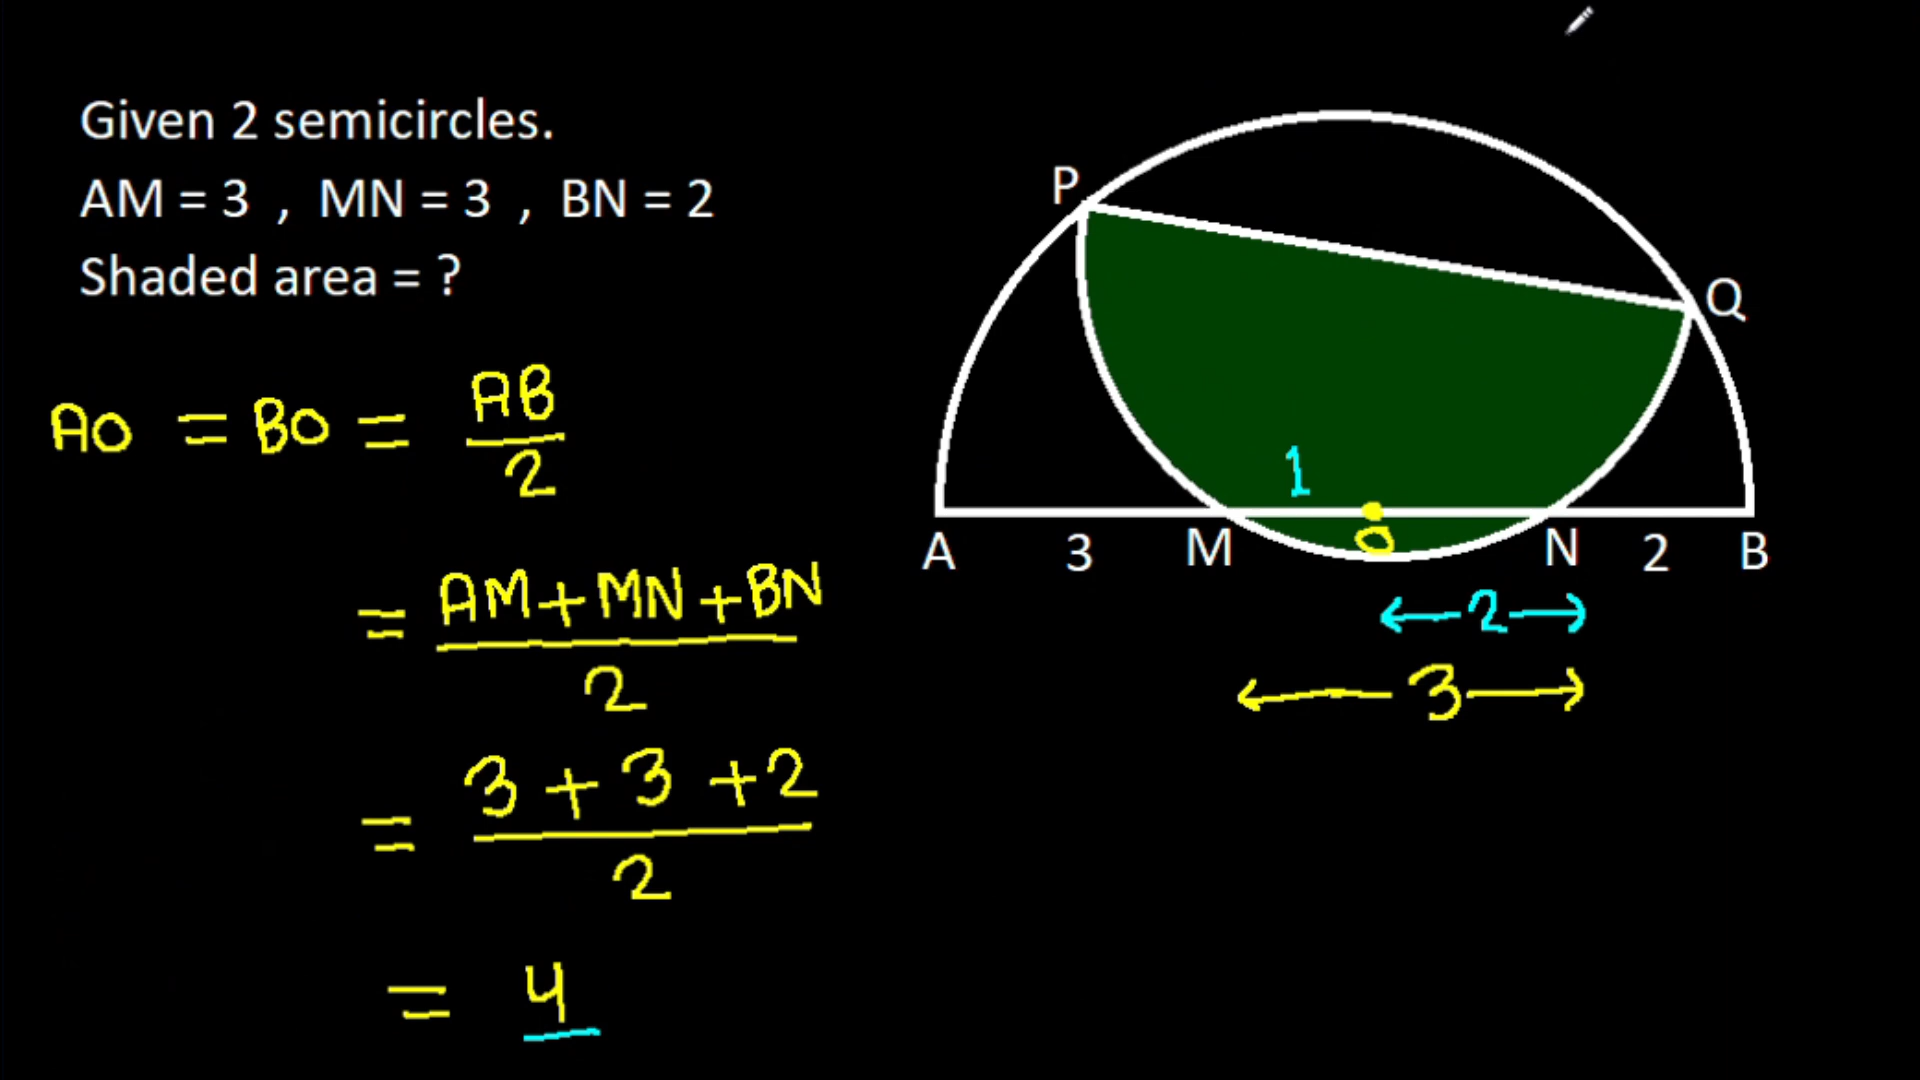 Given 2 semicircles.
AM = 3 , MN = 3 , BN = 2
Shaded area = ?
AO = BO = AB
2
= AM + MN + BN
2
= 3 + 3 + 2
2
= 4
P
Q
1
A 3 M O N 2 B
2
3